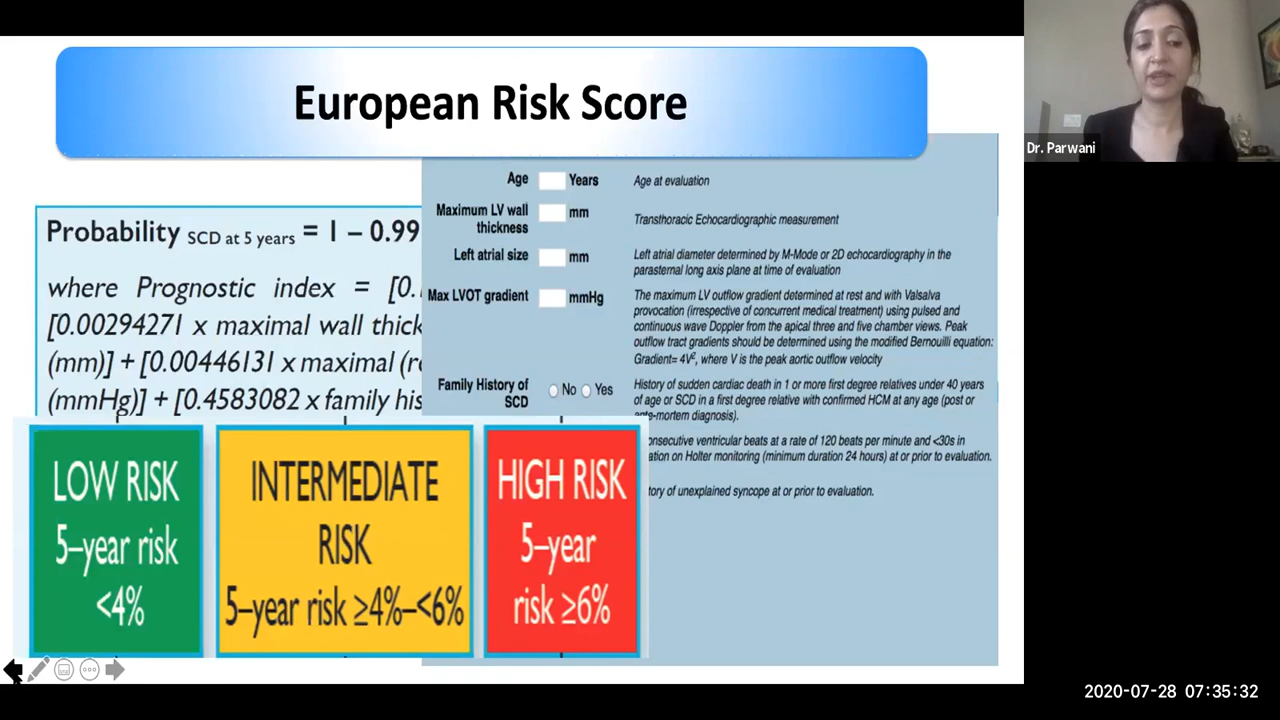 European Risk Score
Dr. Parwani
Probability SCD at 5 years = 1 – 0.99
where Prognostic index = [0.
[0.00294271 x maximal wall thick
(mm)] + [0.00446131 x maximal (r
(mmHg)] + [0.4583082 x family his
Age Years Age at evaluation
Maximum LV wall
thickness mm Transthoracic Echocardiographic measurement
Left atrial size mm Left atrial diameter determined by M-Mode or 2D echocardiography in the
parasternal long axis plane at time of evaluation
Max LVOT gradient mmHg The maximum LV outflow gradient determined at rest and with Valsalva
provocation (irrespective of concurrent medical treatment) using pulsed and
continuous wave Doppler from the apical three and five chamber views. Peak
outflow tract gradients should be determined using the modified Bernouilli equation:
Gradient= 4V², where V is the peak aortic outflow velocity
Family History of
SCD No Yes History of sudden cardiac death in 1 or more first degree relatives under 40 years
of age or SCD in a first degree relative with confirmed HCM at any age (post or
ante-mortem diagnosis).
onsecutive ventricular beats at a rate of 120 beats per minute and <30s in
ation on Holter monitoring (minimum duration 24 hours) at or prior to evaluation.
tory of unexplained syncope at or prior to evaluation.
LOW RISK
5–year risk
<4%
INTERMEDIATE
RISK
5–year risk ≥4%–<6%
HIGH RISK
5–year
risk ≥6%
2020-07-28 07:35:32